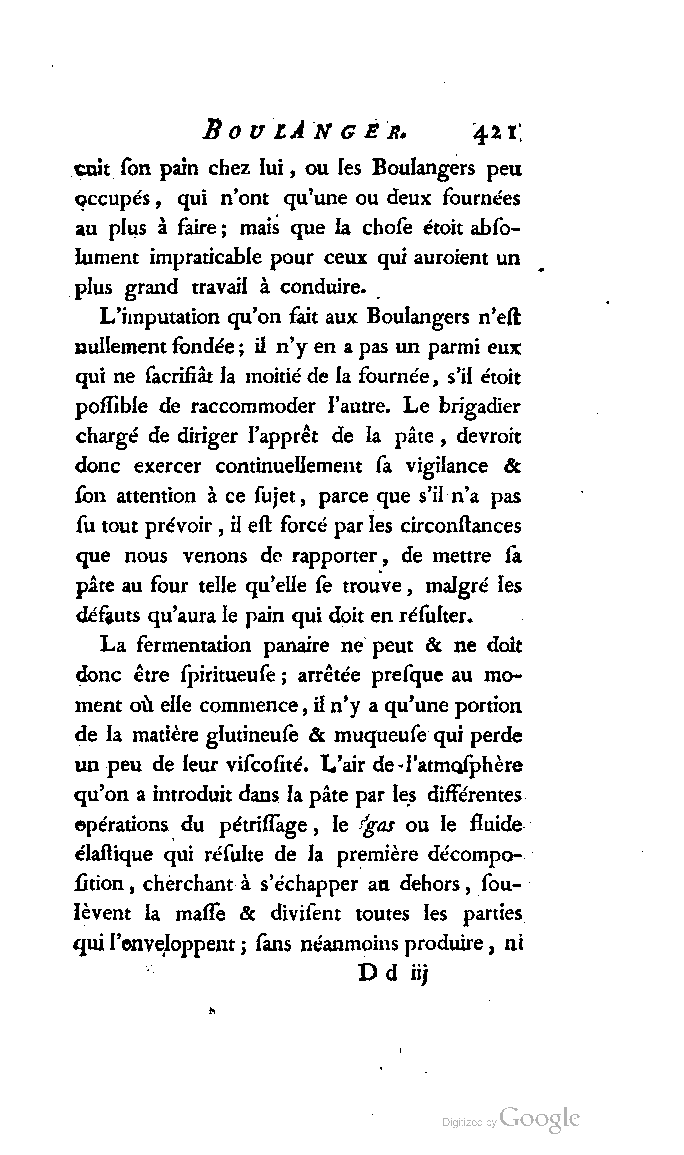 BOULANGER. 421
cuit ſon pain chez lui, ou les Boulangers peu
occupés, qui n'ont qu'une ou deux fournées
au plus à faire; mais que la choſe étoit abſo-
lument impraticable pour ceux qui auroient un
plus grand travail à conduire.
L'imputation qu'on fait aux Boulangers n'eſt
nullement fondée; il n'y en a pas un parmi eux
qui ne ſacrifiât la moitié de la fournée, s'il étoit
poſſible de raccommoder l'autre. Le brigadier
chargé de diriger l'apprêt de la pâte, devroit
donc exercer continuellement ſa vigilance &
ſon attention à ce ſujet, parce que s'il n'a pas
ſu tout prévoir, il eſt forcé par les circonſtances
que nous venons de rapporter, de mettre ſa
pâte au four telle qu'elle ſe trouve, malgré les
défauts qu'aura le pain qui doit en réſulter.
La fermentation panaire ne peut & ne doit
donc être ſpiritueuſe; arrêtée preſque au mo-
ment où elle commence, il n'y a qu'une portion
de la matière glutineuſe & muqueuſe qui perde
un peu de leur viſcoſité. L'air de l'atmoſphère
qu'on a introduit dans la pâte par les différentes
opérations du pétriſſage, le gas ou le fluide
élaſtique qui réſulte de la première décompo-
ſition, cherchant à s'échapper au dehors, ſou-
lèvent la maſſe & diviſent toutes les parties
qui l'enveloppent; ſans néanmoins produire, ni
D d iij
Digitized by Google